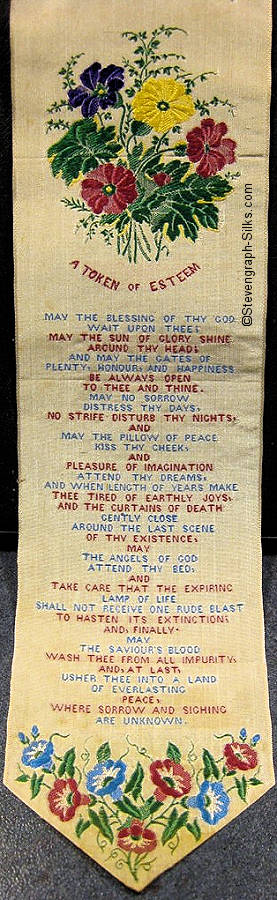 A TOKEN OF ESTEEM
MAY THE BLESSING OF THY GOD
WAIT UPON THEE;
MAY THE SUN OF GLORY SHINE
AROUND THY HEAD;
AND MAY THE GATES OF
PLENTY, HONOUR, AND HAPPINESS
BE ALWAYS OPEN
TO THEE AND THINE.
MAY NO SORROW
DISTRESS THY DAYS;
NO STRIFE DISTURB THY NIGHTS;
AND
MAY THE PILLOW OF PEACE
KISS THY CHEEK;
AND
PLEASURE OF IMAGINATION
ATTEND THY DREAMS;
AND WHEN LENGTH OF YEARS MAKE
THEE TIRED OF EARTHLY JOYS,
AND THE CURTAINS OF DEATH
GENTLY CLOSE
AROUND THE LAST SCENE
OF THY EXISTENCE;
MAY
THE ANGELS OF GOD
ATTEND THY BED;
AND
TAKE CARE THAT THE EXPIRING
LAMP OF LIFE
SHALL NOT RECEIVE ONE RUDE BLAST
TO HASTEN ITS EXTINCTION;
AND, FINALLY,
MAY
THE SAVIOUR'S BLOOD
WASH THEE FROM ALL IMPURITY,
AND, AT LAST,
USHER THEE INTO A LAND
OF EVERLASTING
PEACE,
WHERE SORROW AND SIGHING
ARE UNKNOWN.
©Stevengraph-Silks.com